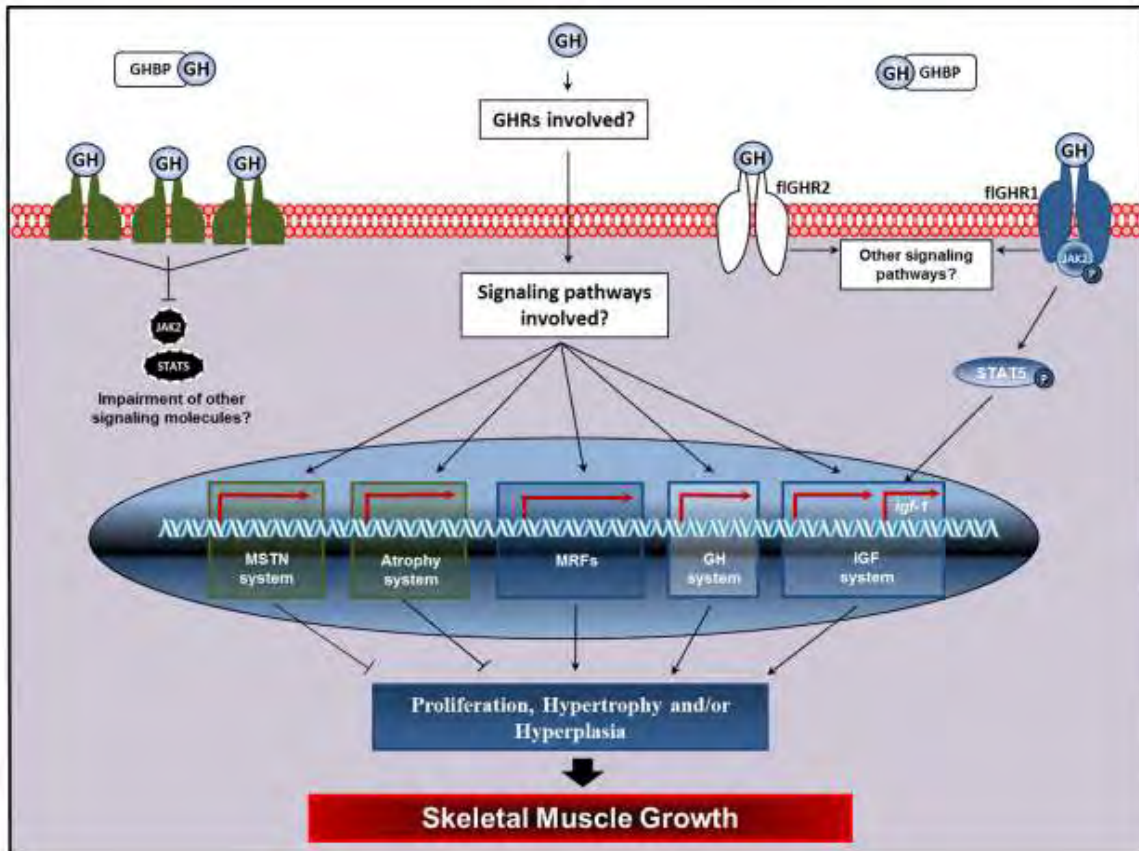 GH
GHBP
GH
GH
GHBP
GHRs involved?
GH
GH
GH
GH
flGHR2
flGHR1
GH
JAK2
P
Other signaling
pathways?
Signaling pathways
involved?
JAK2
STAT5
Impairment of other
signaling molecules?
STAT5
P
igf-1
MSTN
system
Atrophy
system
MRFs
GH
system
IGF
system
Proliferation, Hypertrophy and/or
Hyperplasia
Skeletal Muscle Growth